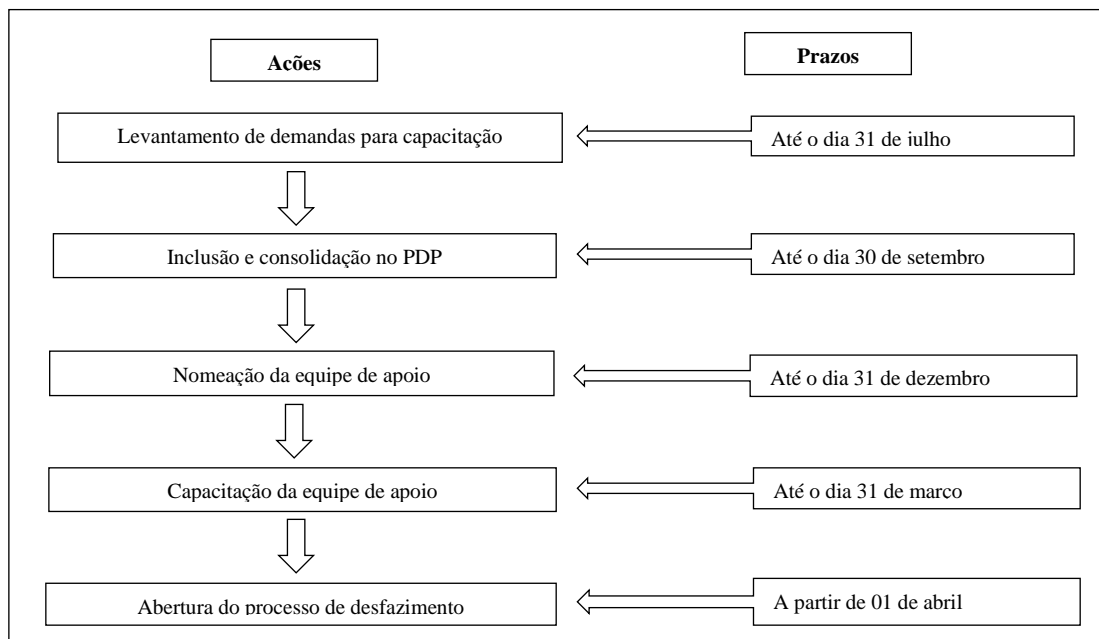 Acões
Prazos
Levantamento de demandas para capacitação
Até o dia 31 de julho
Inclusão e consolidação no PDP
Até o dia 30 de setembro
Nomeação da equipe de apoio
Até o dia 31 de dezembro
Capacitação da equipe de apoio
Até o dia 31 de marco
Abertura do processo de desfazimento
A partir de 01 de abril